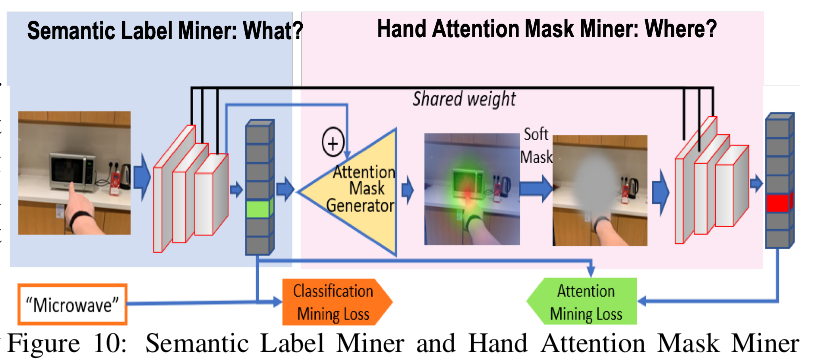 Semantic Label Miner: What?
Hand Attention Mask Miner: Where?
Shared weight
+
Attention
Mask
Generator
Soft
Mask
"Microwave"
Classification
Mining Loss
Attention
Mining Loss
Figure 10: Semantic Label Miner and Hand Attention Mask Miner